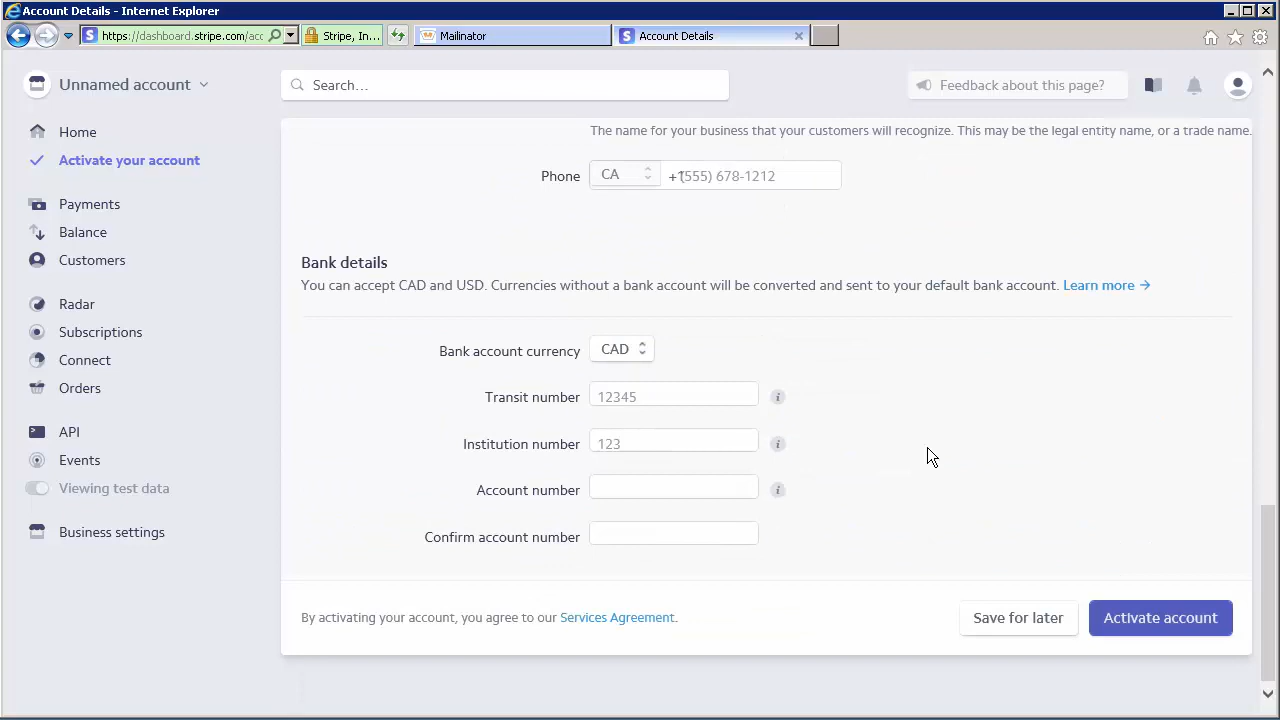 Account Details - Internet Explorer
https://dashboard.stripe.com/acc
Stripe, In...
Mailinator
Account Details
Unnamed account
Search...
Feedback about this page?
Home
Activate your account
Payments
Balance
Customers
Radar
Subscriptions
Connect
Orders
API
Events
Viewing test data
Business settings
The name for your business that your customers will recognize. This may be the legal entity name, or a trade name.
Phone CA +1 (555) 678-1212
Bank details
You can accept CAD and USD. Currencies without a bank account will be converted and sent to your default bank account. Learn more →
Bank account currency CAD
Transit number 12345
Institution number 123
Account number
Confirm account number
By activating your account, you agree to our Services Agreement.
Save for later
Activate account